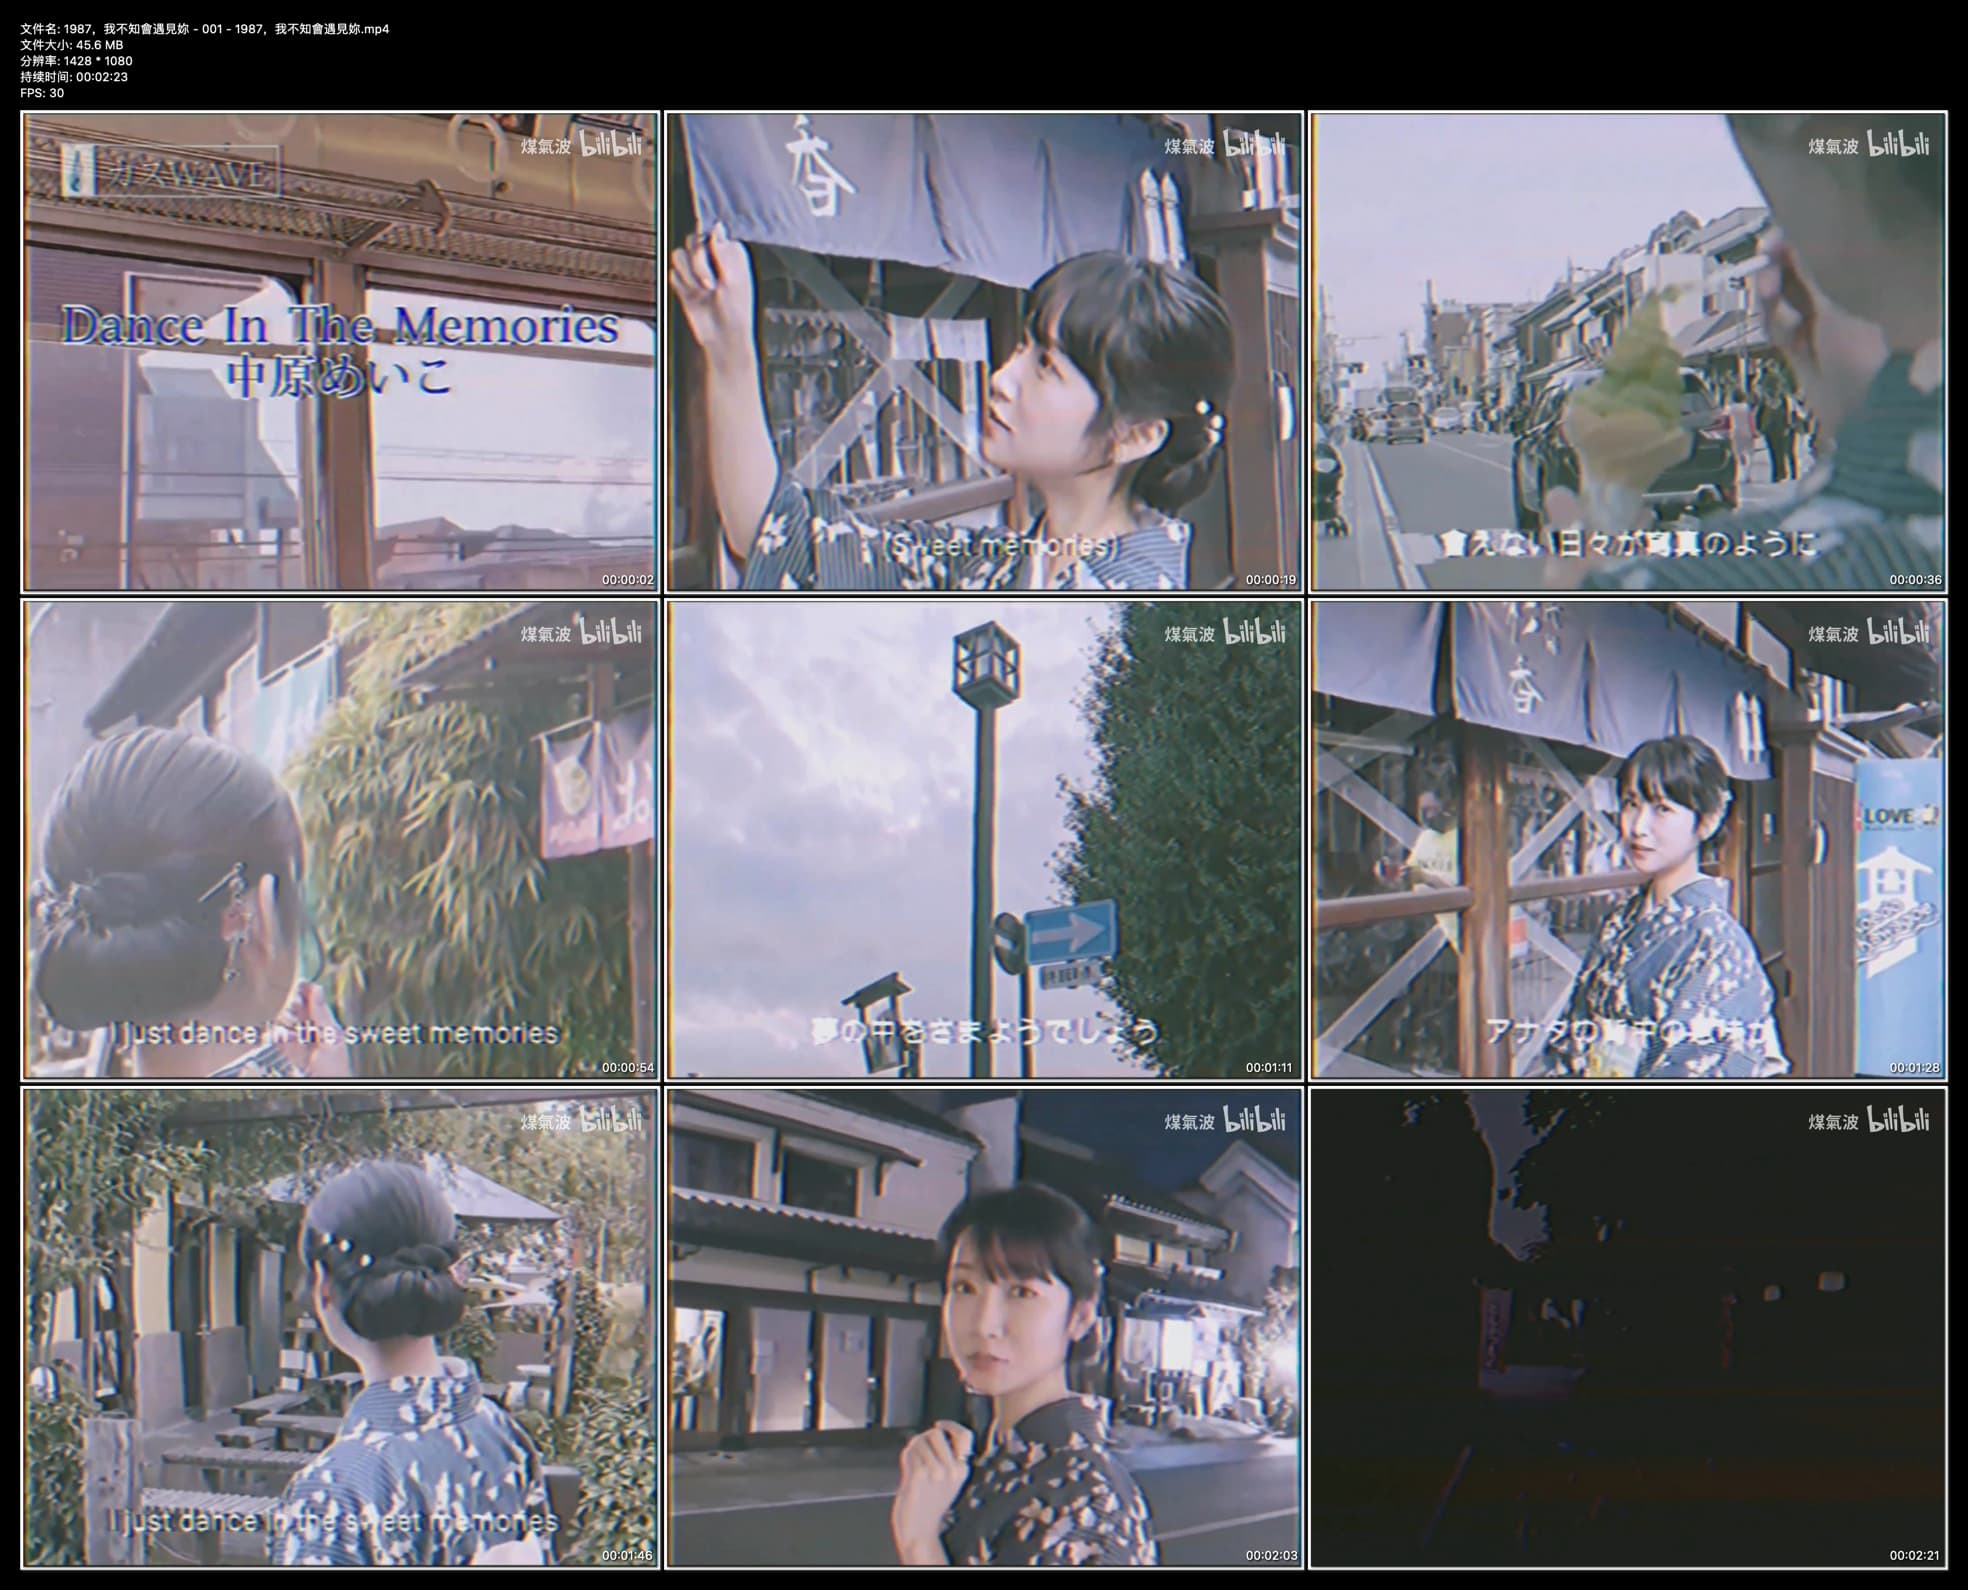 文件名: 1987，我不知會遇見妳 - 001 - 1987，我不知會遇見妳.mp4
文件大小: 45.6 MB
分辨率: 1428 * 1080
持续时间: 00:02:23
FPS: 30
煤氣波 bilibili
ガスWAVE
Dance In The Memories
中原めいこ
00:00:02
煤氣波 bilibili
(Sweet memories)
00:00:19
煤氣波 bilibili
會えない日々が寫真のように
00:00:36
煤氣波 bilibili
I just dance in the sweet memories
00:00:54
煤氣波 bilibili
夢の中をさまようでしょう
00:01:11
煤氣波 bilibili
LOVE
アナタの背中の意味が
00:01:28
煤氣波 bilibili
I just dance in the sweet memories
00:01:46
煤氣波 bilibili
00:02:03
煤氣波 bilibili
00:02:21